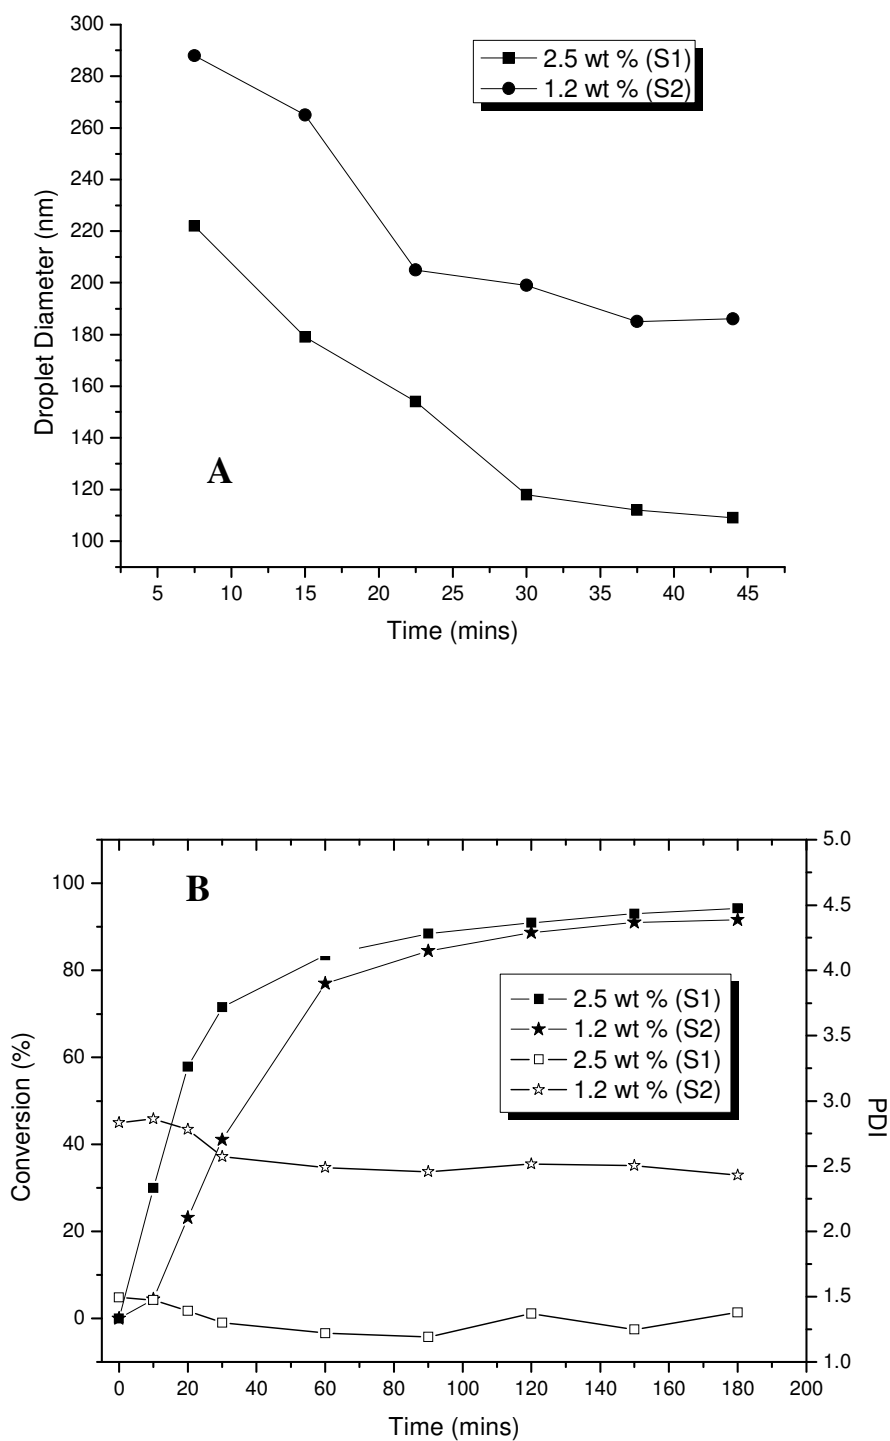 300
280
260
240
220
200
180
160
140
120
100
Droplet Diameter (nm)
2.5 wt % (S1)
1.2 wt % (S2)
A
5 10 15 20 25 30 35 40 45
Time (mins)
100
80
60
40
20
0
Conversion (%)
B
2.5 wt % (S1)
1.2 wt % (S2)
2.5 wt % (S1)
1.2 wt % (S2)
5.0
4.5
4.0
3.5
3.0
2.5
2.0
1.5
1.0
PDI
0 20 40 60 80 100 120 140 160 180 200
Time (mins)